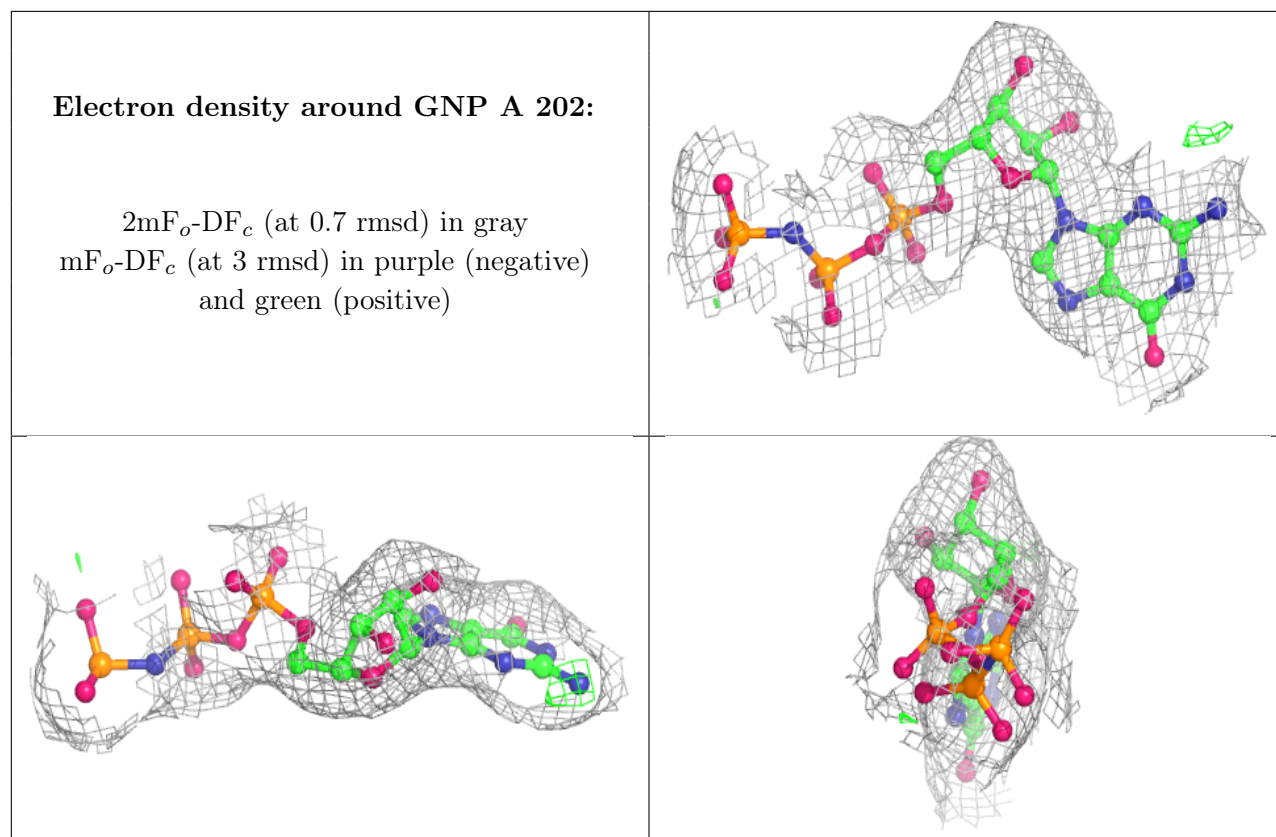 Electron density around GNP A 202:
2mFo-DFc (at 0.7 rmsd) in gray
mFo-DFc (at 3 rmsd) in purple (negative)
and green (positive)